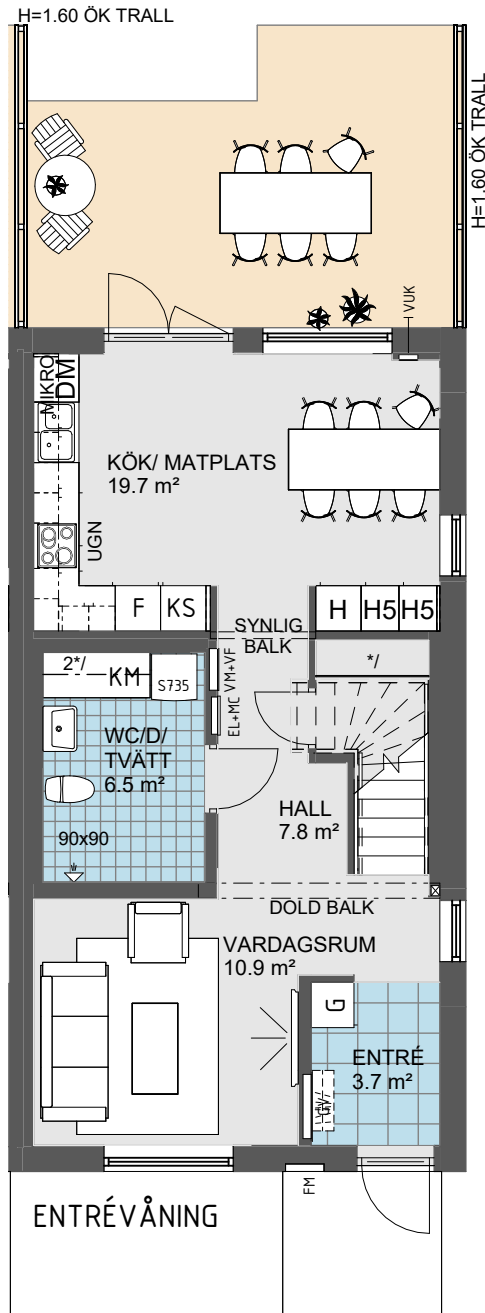 H=1.60 ÖK TRALL
H=1.60 ÖK TRALL
VUK
MIKRO
DM
KÖK/ MATPLATS
19.7 m²
UGN
F
KS
H
H5
H5
SYNLIG
BALK
2*/
KM
S735
VM+VF
EL+MC
*/
WC/D/
TVÄTT
6.5 m²
HALL
7.8 m²
90x90
DOLD BALK
VARDAGSRUM
10.9 m²
G
ENTRÉ
3.7 m²
GV/
FM
ENTRÉVÅNING